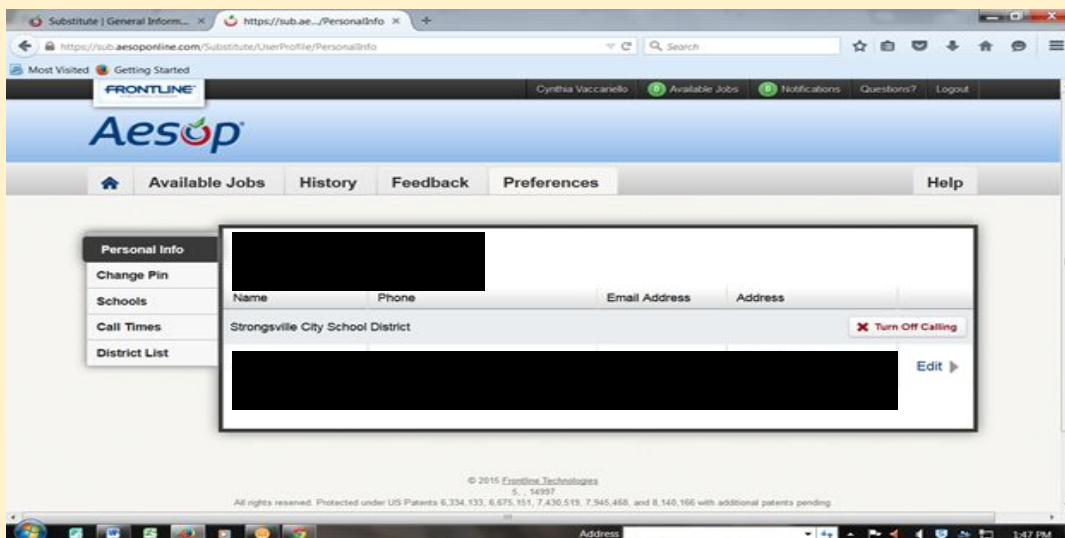 Substitute | General Inform... × https://sub.ae.../PersonalInfo × +
https://sub.aesoponline.com/Substitute/UserProfile/PersonalInfo Search
Most Visited Getting Started
FRONTLINE Cynthia Vaccariello 0 Available Jobs 0 Notifications Questions? Logout
Aesop
Available Jobs History Feedback Preferences Help
Personal Info
Change Pin
Schools
Call Times
District List
Name Phone Email Address Address
Strongsville City School District Turn Off Calling
Edit
© 2015 Frontline Technologies
5, , 14997
All rights reserved. Protected under US Patents 6,334,133, 6,675,151, 7,430,519, 7,945,468, and 8,140,166 with additional patents pending.
Address 1:47 PM